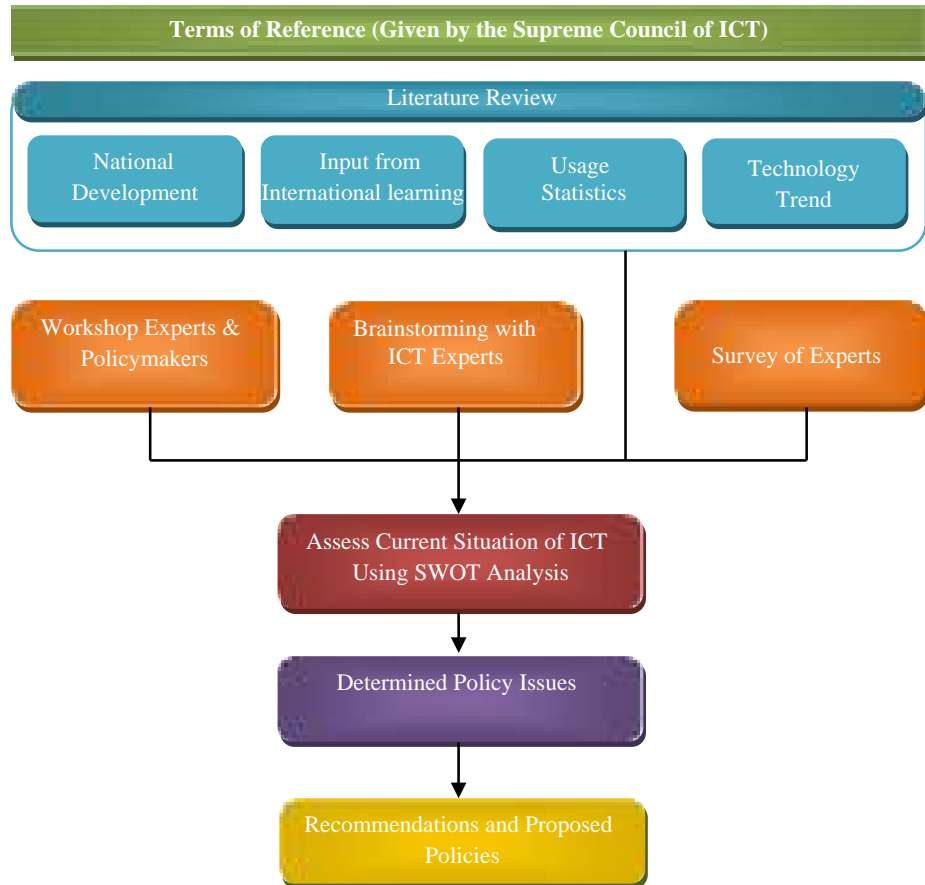 Terms of Reference (Given by the Supreme Council of ICT)
Literature Review
National
Development
Input from
International learning
Usage
Statistics
Technology
Trend
Workshop Experts &
Policymakers
Brainstorming with
ICT Experts
Survey of Experts
Assess Current Situation of ICT
Using SWOT Analysis
Determined Policy Issues
Recommendations and Proposed
Policies